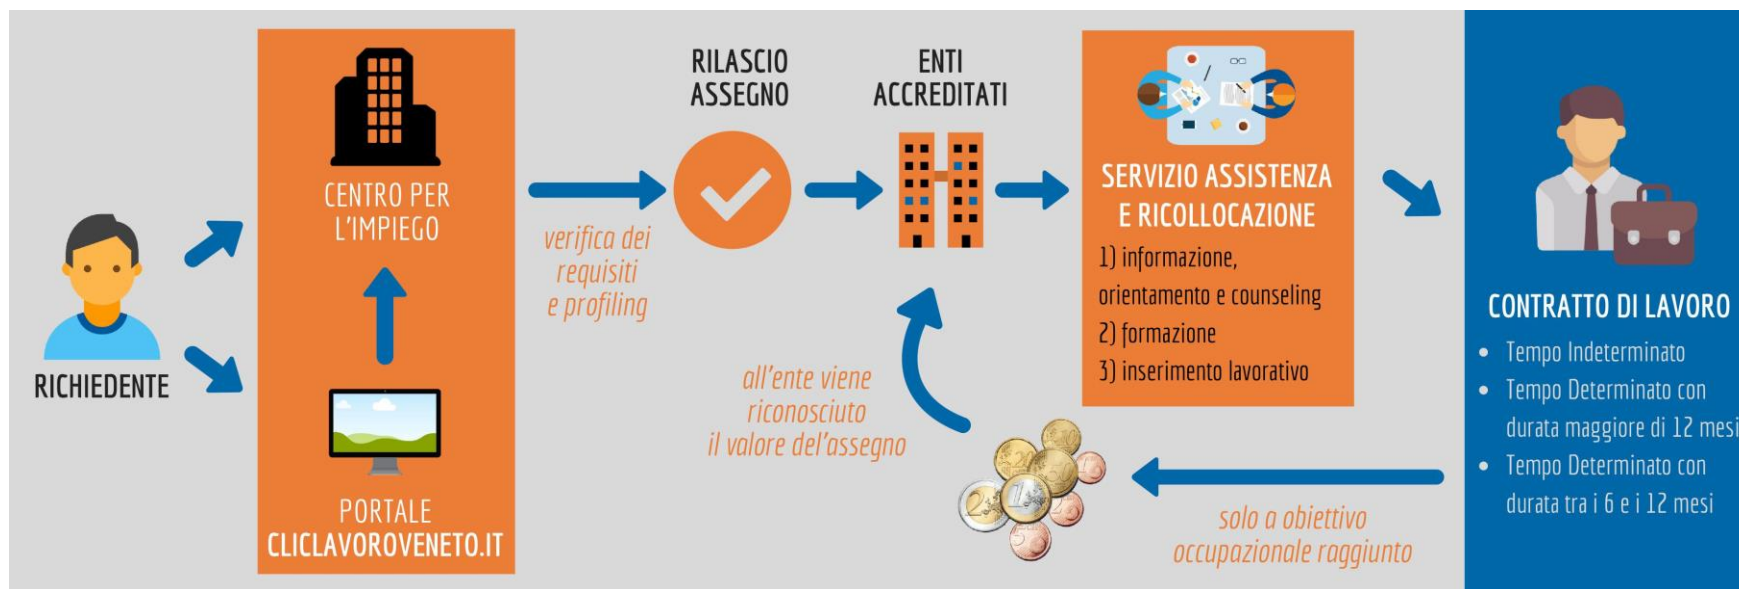 RICHIEDENTE
CENTRO PER
L'IMPIEGO
PORTALE
CLICLAVOROVENETO.IT
verifica dei
requisiti
e profiling
RILASCIO
ASSEGNO
ENTI
ACCREDITATI
SERVIZIO ASSISTENZA
E RICOLLOCAZIONE
1) informazione,
orientamento e counseling
2) formazione
3) inserimento lavorativo
CONTRATTO DI LAVORO
• Tempo Indeterminato
• Tempo Determinato con
durata maggiore di 12 mesi
• Tempo Determinato con
durata tra i 6 e i 12 mesi
solo a obiettivo
occupazionale raggiunto
all'ente viene
riconosciuto
il valore del'assegno